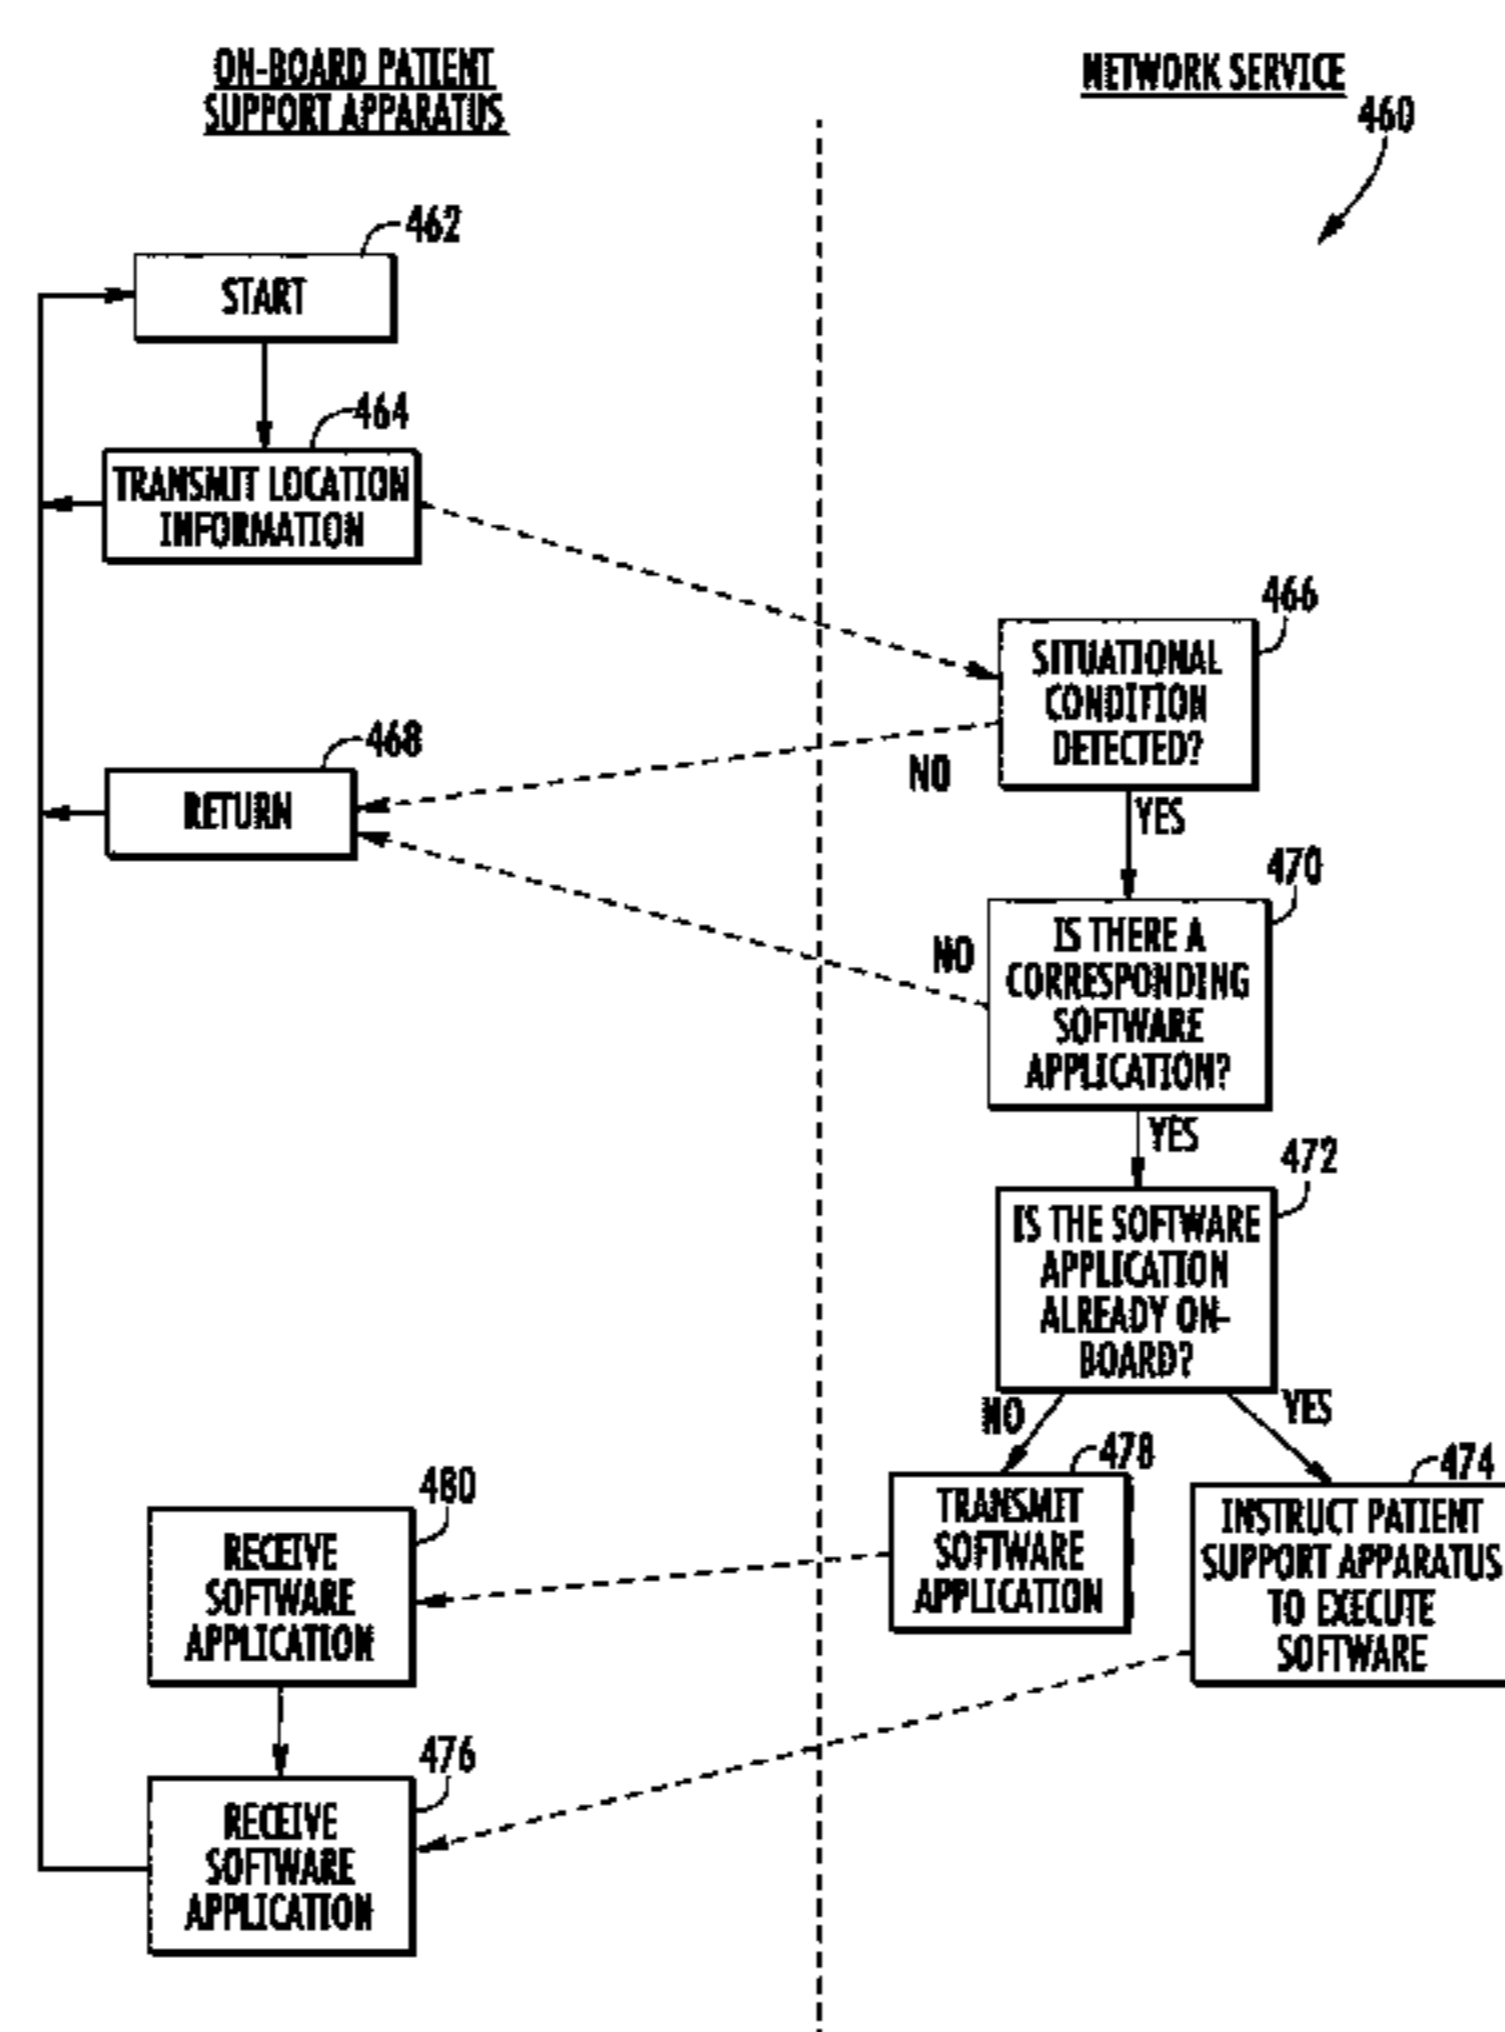 ON-BOARD PATIENT
SUPPORT APPARATUS
NETWORK SERVICE
460
462
START
464
TRANSMIT LOCATION
INFORMATION
466
SITUATIONAL
CONDITION
DETECTED?
468
RETURN
NO
YES
470
IS THERE A
CORRESPONDING
SOFTWARE
APPLICATION?
NO
YES
472
IS THE SOFTWARE
APPLICATION
ALREADY ON-
BOARD?
NO
YES
478
TRANSMIT
SOFTWARE
APPLICATION
474
INSTRUCT PATIENT
SUPPORT APPARATUS
TO EXECUTE
SOFTWARE
480
RECEIVE
SOFTWARE
APPLICATION
476
RECEIVE
SOFTWARE
APPLICATION